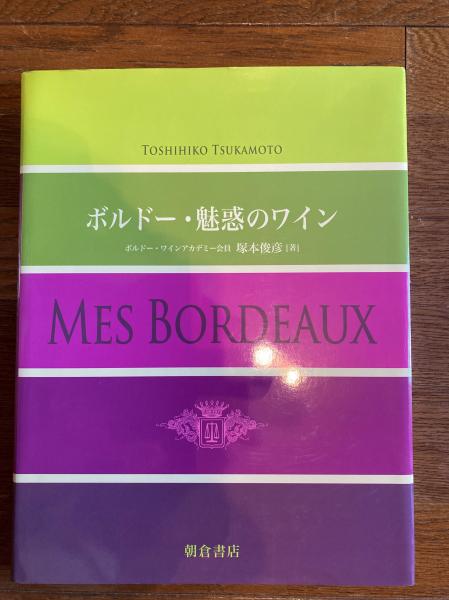 TOSHIHIKO TSUKAMOTO
ボルドー・魅惑のワイン
ボルドー・ワインアカデミー会員 塚本俊彦［著］
MES BORDEAUX
朝倉書店